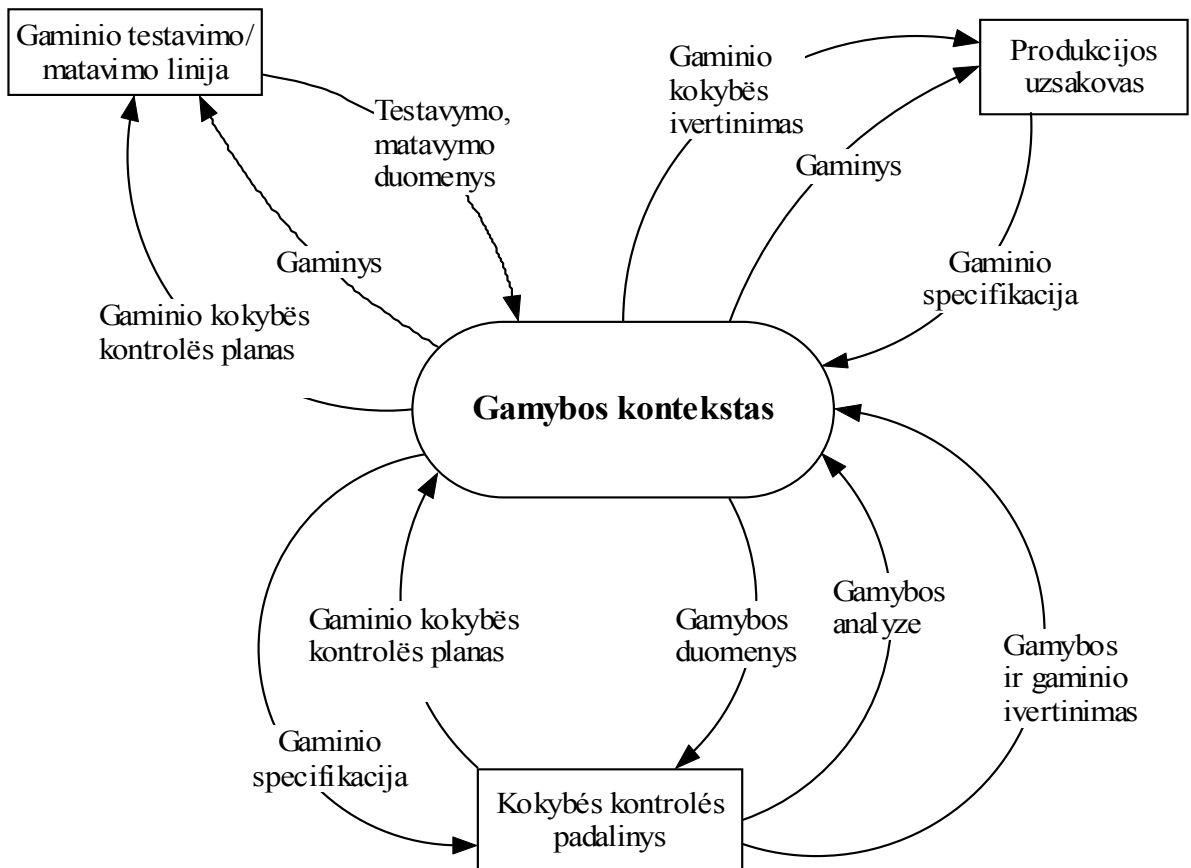 Gaminio testavimo/
matavimo linija
Produkcijos
uzsakovas
Gaminio
kokybës
ivertinimas
Testavymo,
matavymo
duomenys
Gaminys
Gaminys
Gaminio
specifikacija
Gaminio kokybës
kontrolës planas
Gamybos kontekstas
Gaminio kokybës
kontrolës planas
Gamybos
duomenys
Gamybos
analyze
Gamybos
ir gaminio
ivertinimas
Gaminio
specifikacija
Kokybés kontrolés
padalinys